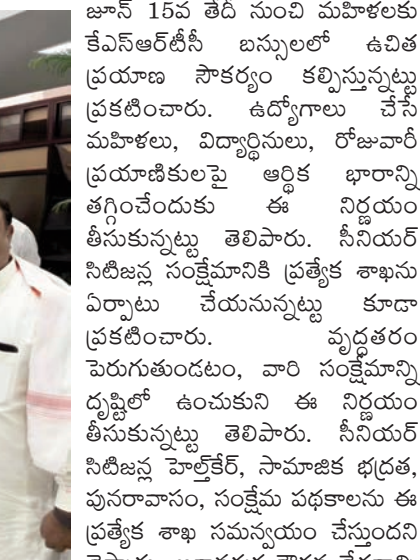 జూన్ 15వ తేదీ నుంచి మహిళలకు
కేఎస్ఆర్‌టీసీ బస్సులలో ఉచిత
ప్రయాణ సౌకర్యం కల్పిస్తున్నట్టు
ప్రకటించారు. ఉద్యోగాలు చేసే
మహిళలు, విద్యార్థినులు, రోజువారీ
ప్రయాణికులపై ఆర్థిక భారాన్ని
తగ్గించేందుకు ఈ నిర్ణయం
తీసుకున్నట్టు తెలిపారు. సీనియర్
సిటిజన్ల సంక్షేమానికి ప్రత్యేక శాఖను
ఏర్పాటు చేయనున్నట్టు కూడా
ప్రకటించారు. వృద్ధతరం
పెరుగుతుండటం, వారి సంక్షేమాన్ని
దృష్టిలో ఉంచుకుని ఈ నిర్ణయం
తీసుకున్నట్టు తెలిపారు. సీనియర్
సిటిజన్ల హెల్త్‌కేర్, సామాజిక భద్రత,
పునరావాసం, సంక్షేమ పథకాలను ఈ
ప్రత్యేక శాఖ సమన్వయం చేస్తుందని